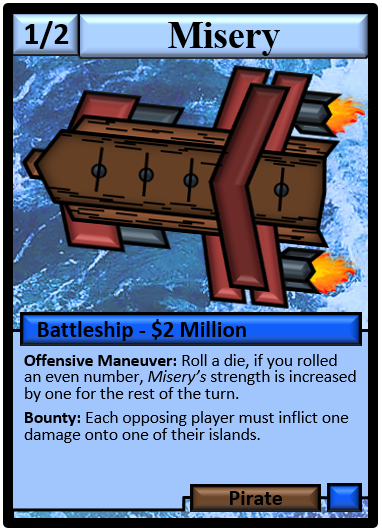 1/2 Misery
Battleship - $2 Million
Offensive Maneuver: Roll a die, if you rolled
an even number, Misery's strength is increased
by one for the rest of the turn.
Bounty: Each opposing player must inflict one
damage onto one of their islands.
Pirate